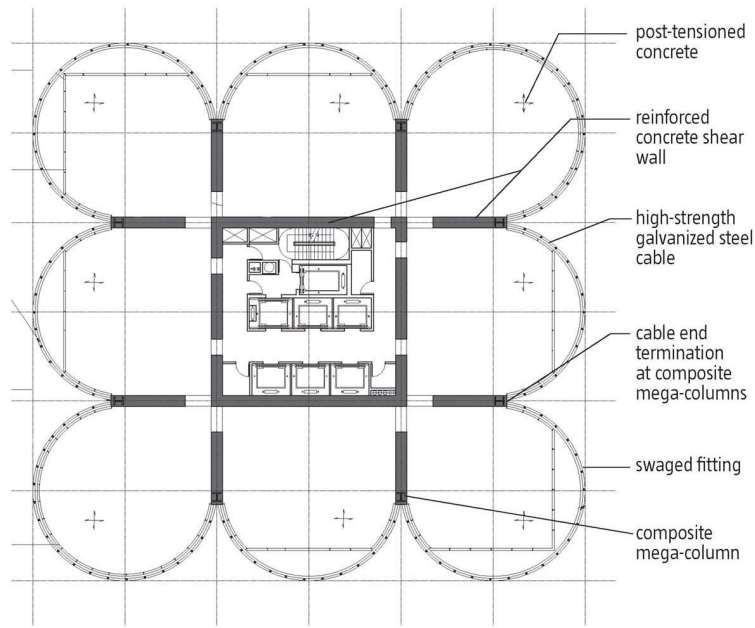 post-tensioned
concrete
reinforced
concrete shear
wall
high-strength
galvanized steel
cable
cable end
termination
at composite
mega-columns
swaged fitting
composite
mega-column